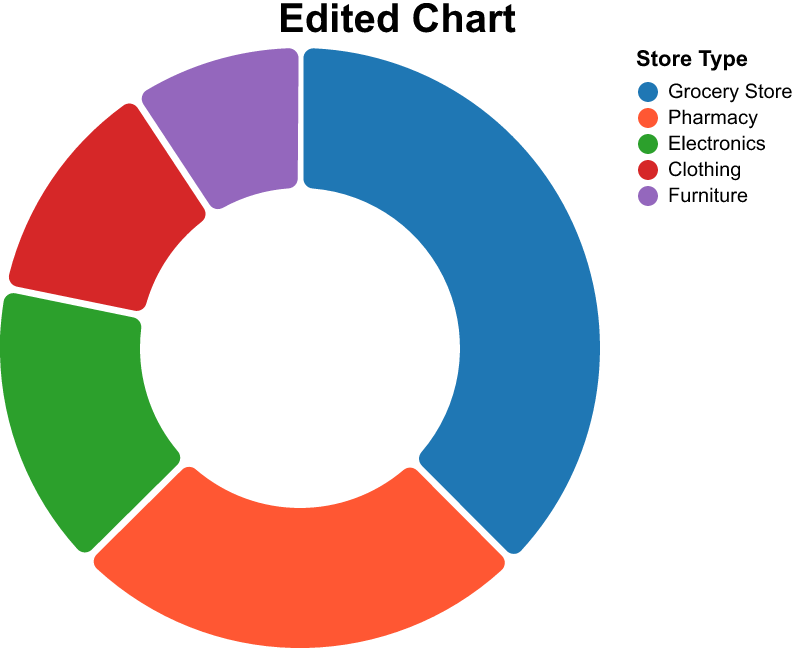 Edited Chart
Store Type
Grocery Store
Pharmacy
Electronics
Clothing
Furniture